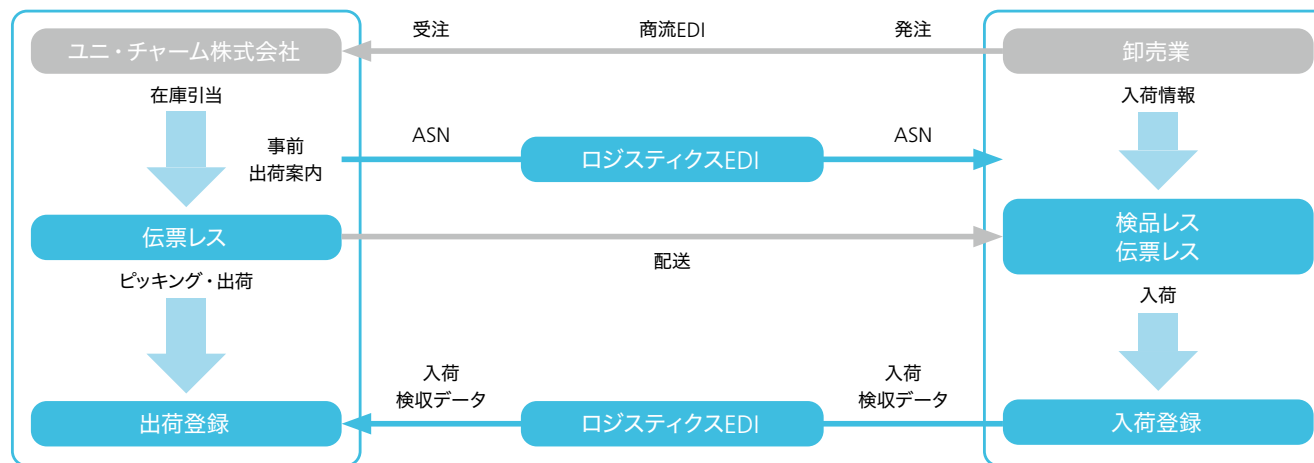 受注 商流EDI 発注
ユニ・チャーム株式会社
卸売業
在庫引当
入荷情報
事前
出荷案内
ASN
ロジスティクスEDI
ASN
伝票レス
検品レス
伝票レス
配送
ピッキング・出荷
入荷
入荷
検収データ
入荷
検収データ
出荷登録
ロジスティクスEDI
入荷登録